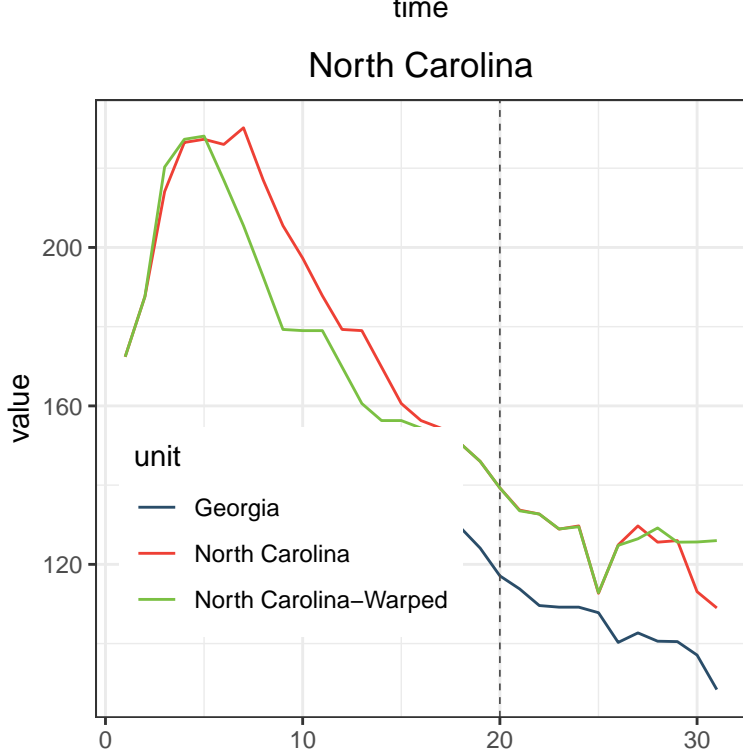 time
North Carolina
200
160
120
value
unit
Georgia
North Carolina
North Carolina−Warped
0 10 20 30